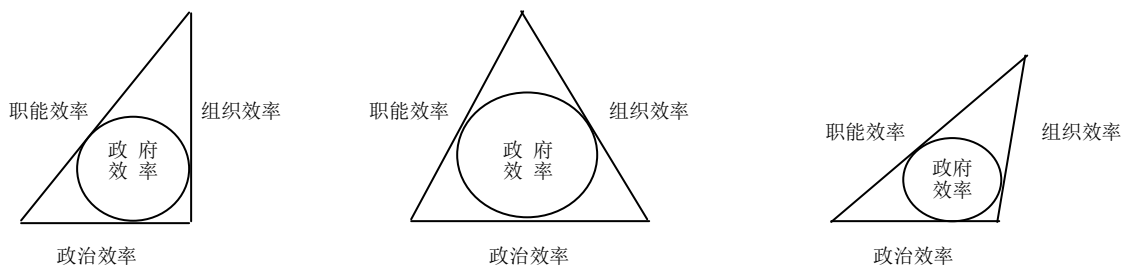 职能效率
组织效率
政 府
效 率
政治效率
职能效率
组织效率
政 府
效 率
政治效率
职能效率
组织效率
政府
效率
政治效率